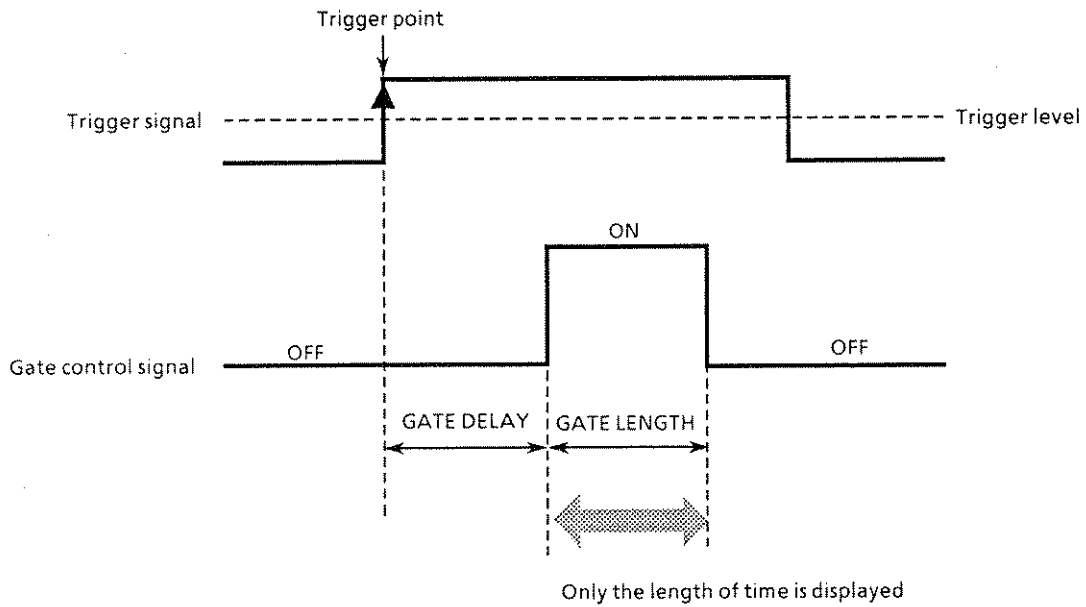 Trigger point
Trigger signal
Trigger level
ON
OFF
OFF
Gate control signal
GATE DELAY
GATE LENGTH
Only the length of time is displayed